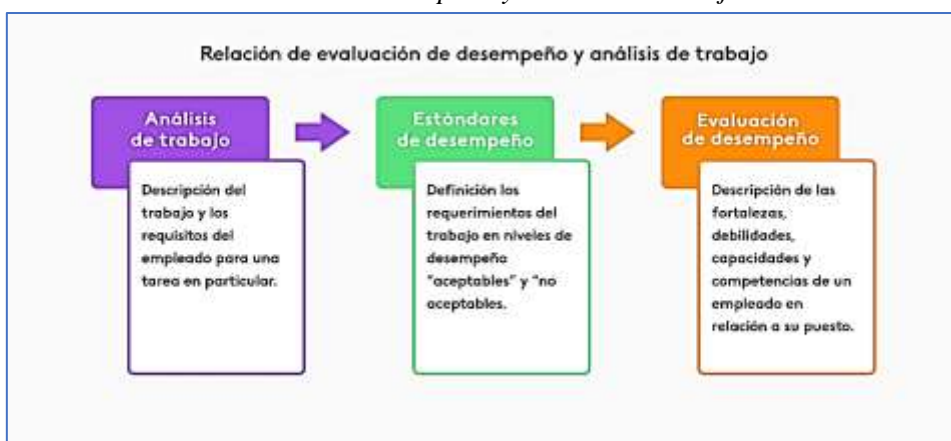 Relación de evaluación de desempeño y análisis de trabajo
Análisis
de trabajo
Descripción del
trabajo y los
requisitos del
empleado para una
tarea en particular.
Estándares
de desempeño
Definición los
requerimientos del
trabajo en niveles de
desempeño
"aceptables" y "no
aceptables.
Evaluación
de desempeño
Descripción de las
fortalezas,
debilidades,
capacidades y
competencias de un
empleado en
relación a su puesto.